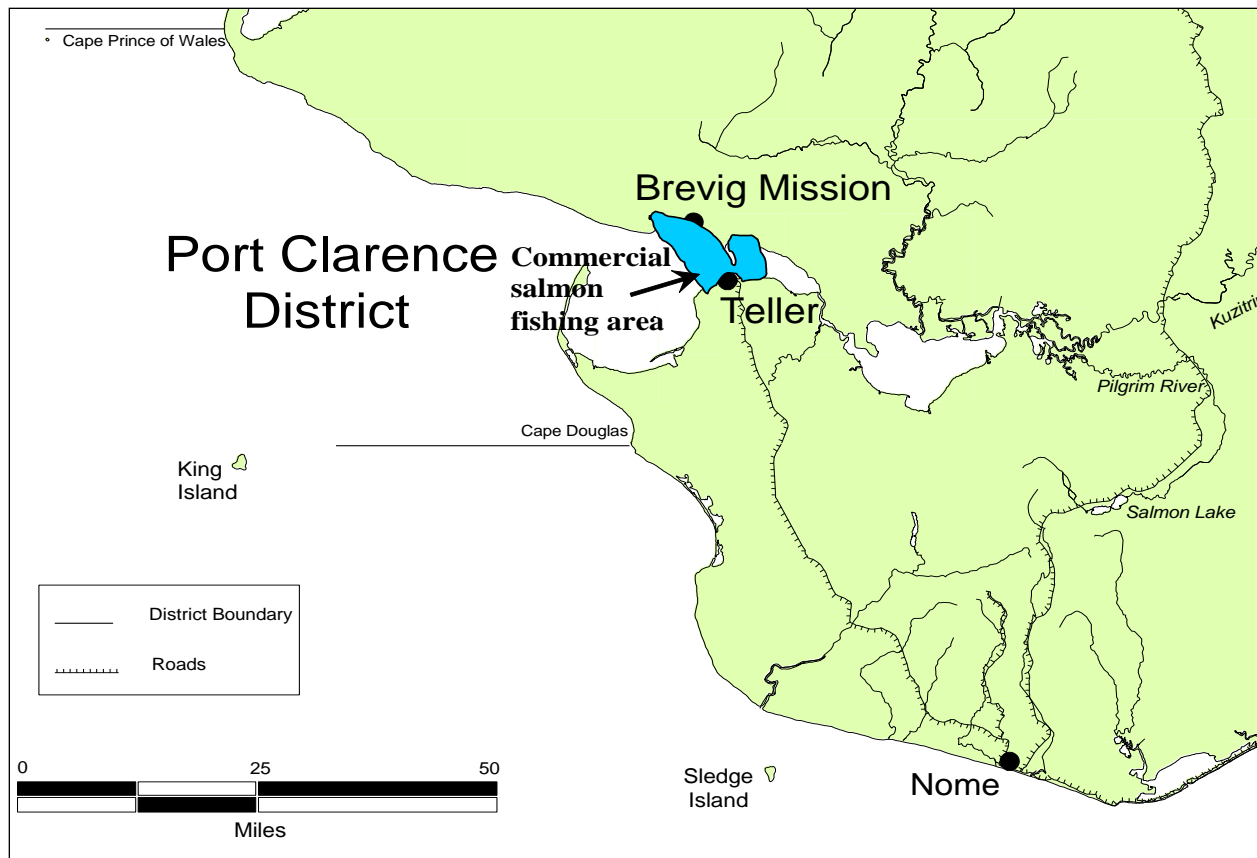 Cape Prince of Wales
Brevig Mission
Port Clarence
District
Commercial
salmon
fishing area
Teller
Kuzitri
Pilgrim River
Cape Douglas
King
Island
Salmon Lake
District Boundary
Roads
0 25 50
Miles
Sledge
Island
Nome